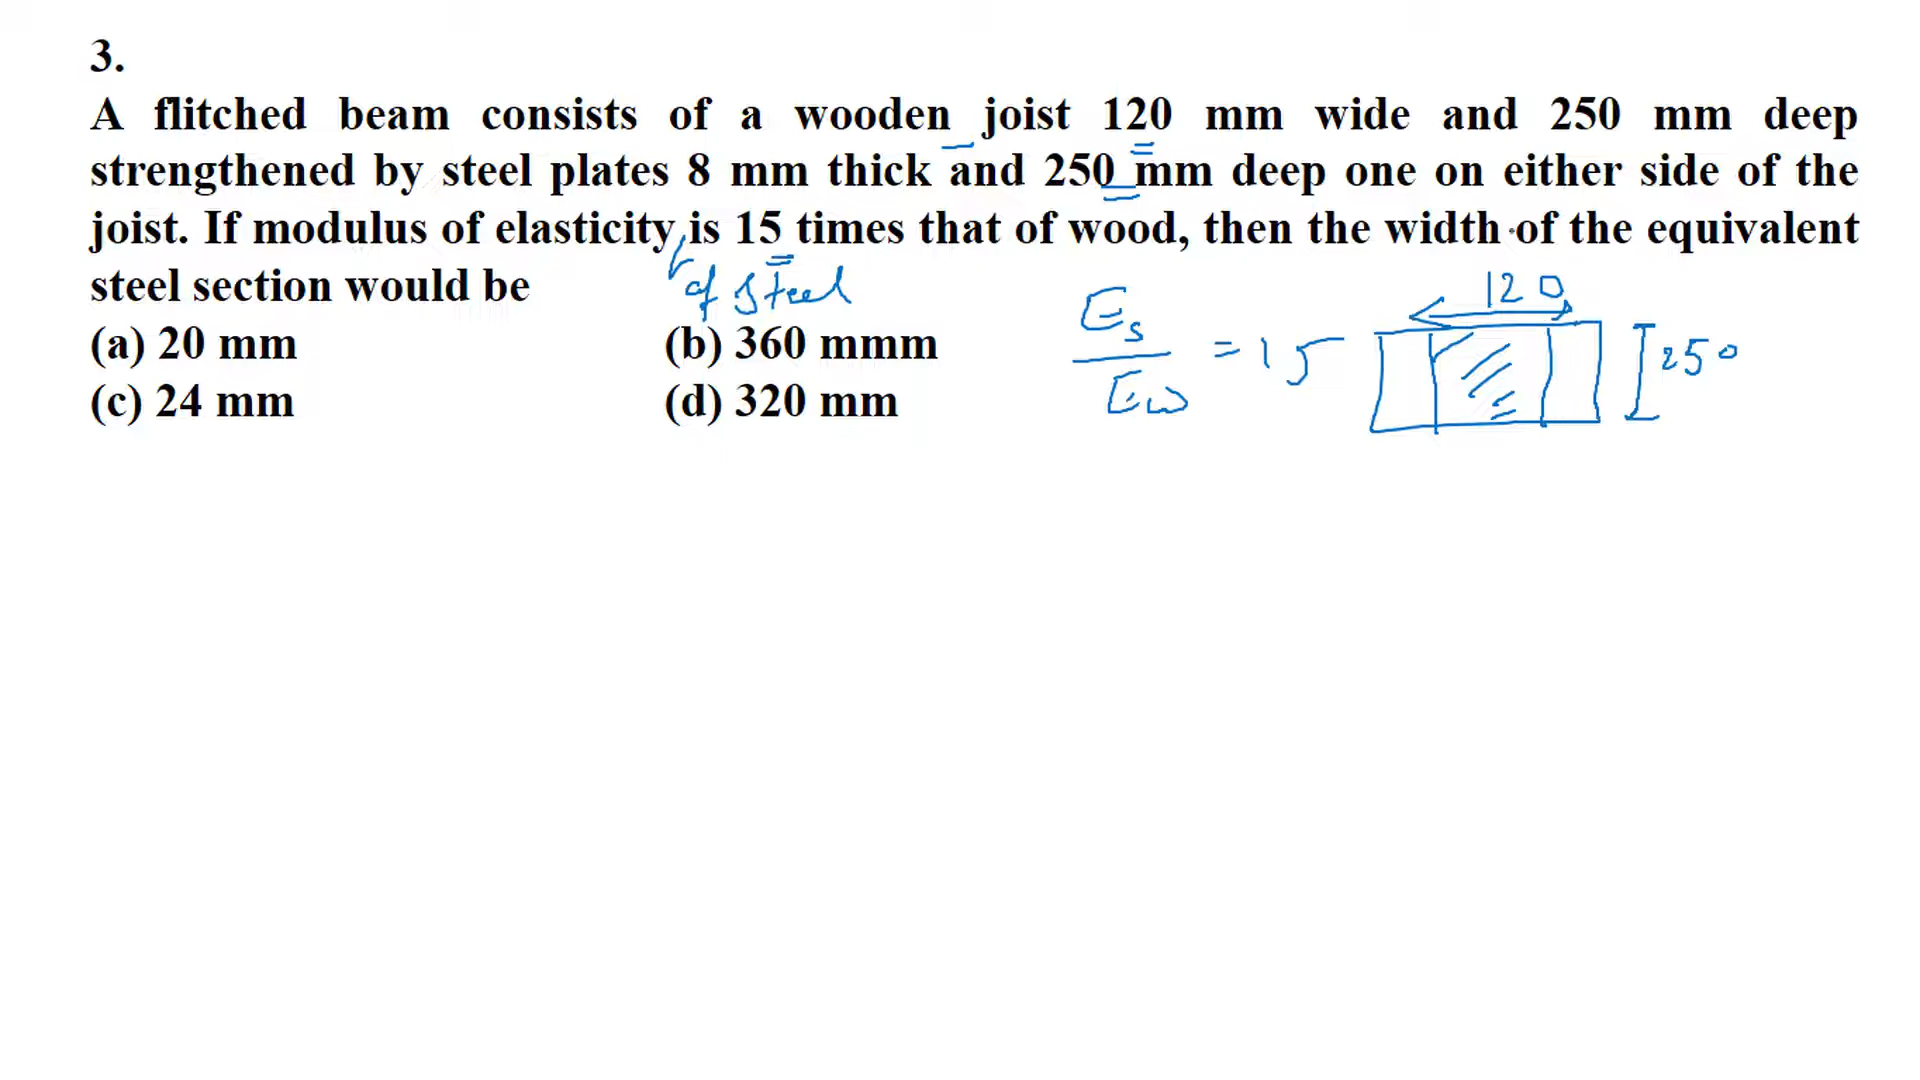 3.
A flitched beam consists of a wooden joist 120 mm wide and 250 mm deep
strengthened by steel plates 8 mm thick and 250 mm deep one on either side of the
joist. If modulus of elasticity is 15 times that of wood, then the width of the equivalent
steel section would be
of steel
(a) 20 mm (b) 360 mmm
(c) 24 mm (d) 320 mm
Es
Ew
=15
120
250